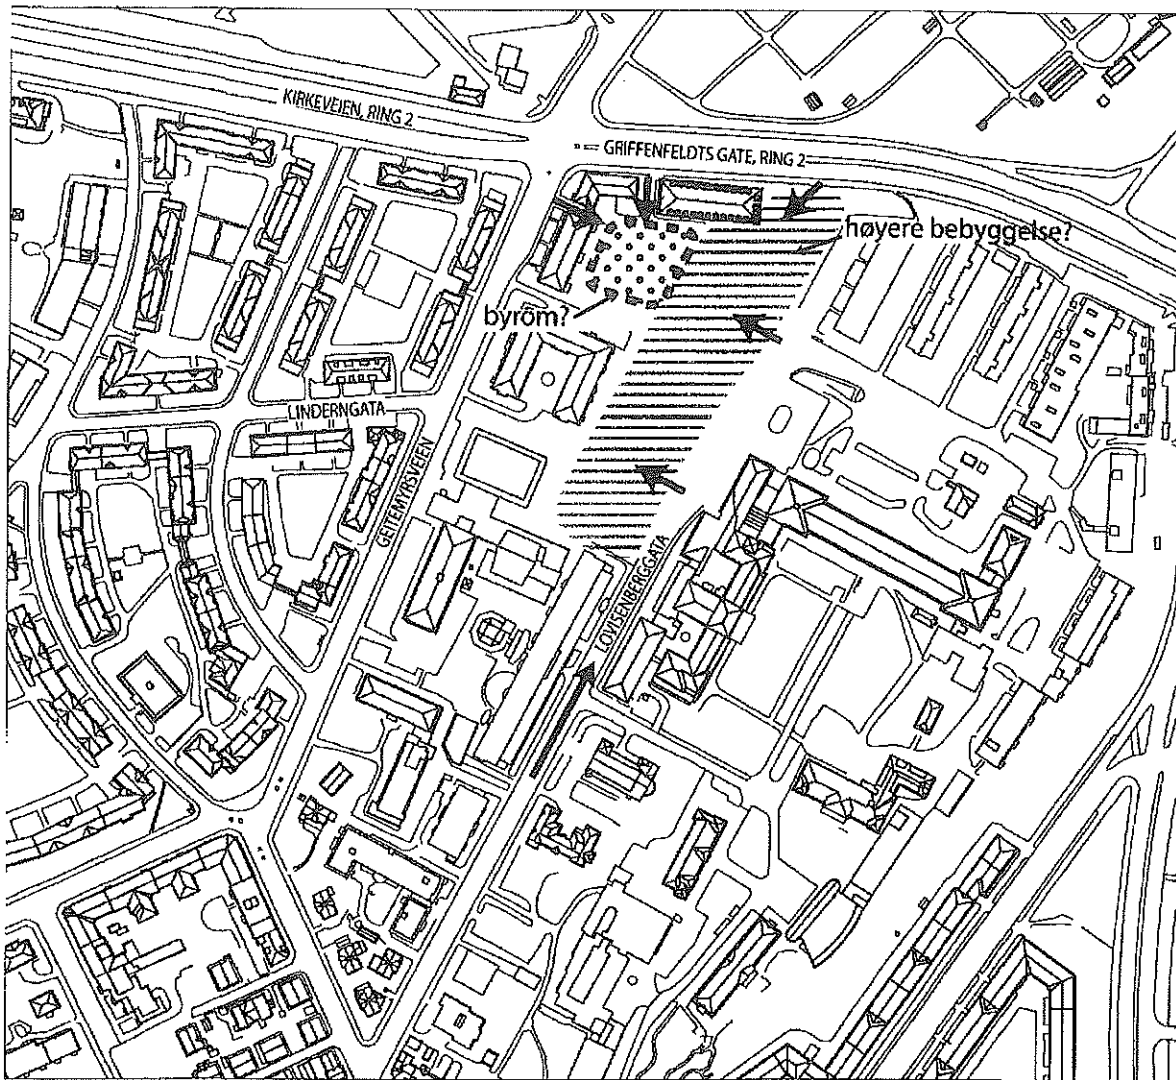 KIRKEVEIEN, RING 2
GRIFFENFELDTS GATE, RING 2
høyere bebyggelse?
byrom?
LINDERNGATA
GEITEMYRSVEIEN
LOVISENBERGGATA